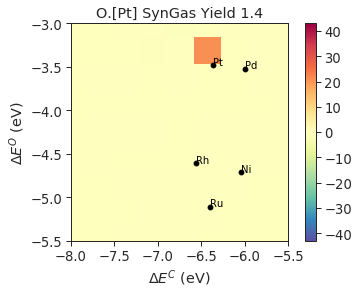 O.[Pt] SynGas Yield 1.4
−3.0
−3.5
−4.0
−4.5
−5.0
−5.5
ΔE^O (eV)
Pt
Pd
Rh
Ni
Ru
40
30
20
10
0
−10
−20
−30
−40
−8.0 −7.5 −7.0 −6.5 −6.0 −5.5
ΔE^C (eV)